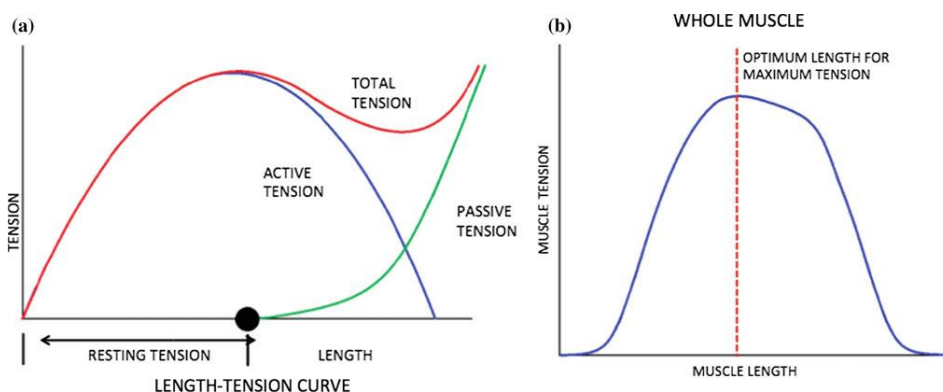 (a)
TOTAL
TENSION
ACTIVE
TENSION
PASSIVE
TENSION
TENSION
RESTING TENSION
LENGTH
LENGTH-TENSION CURVE
(b)
WHOLE MUSCLE
OPTIMUM LENGTH FOR
MAXIMUM TENSION
MUSCLE TENSION
MUSCLE LENGTH